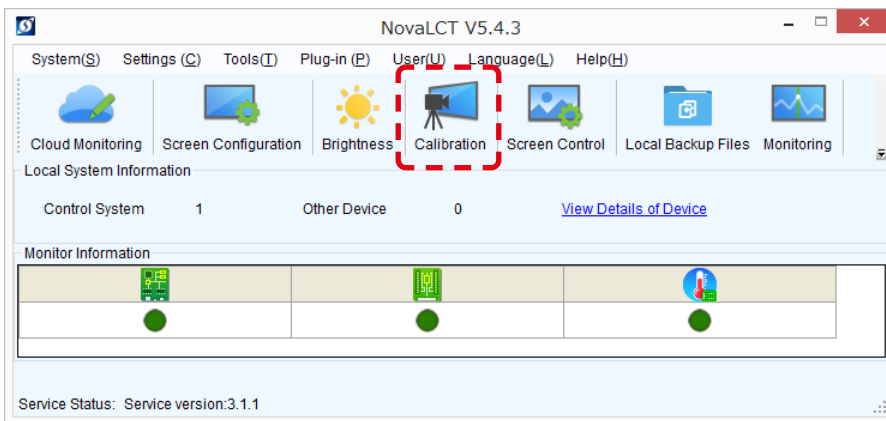 NovaLCT V5.4.3
System(S) Settings (C) Tools(T) Plug-in (P) User(U) Language(L) Help(H)
Cloud Monitoring Screen Configuration Brightness Calibration Screen Control Local Backup Files Monitoring
Local System Information
Control System 1 Other Device 0 View Details of Device
Monitor Information
Service Status: Service version:3.1.1